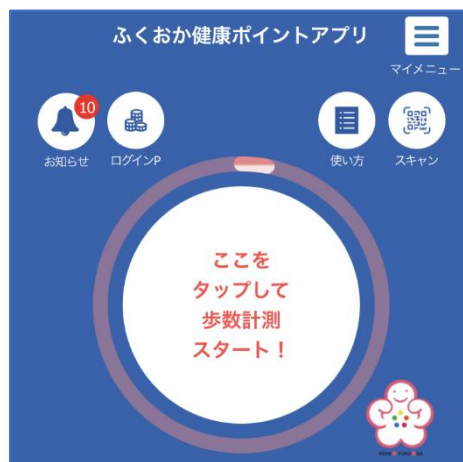 ふくおか健康ポイントアプリ
マイメニュー
10
お知らせ
ログインP
使い方
スキャン
ここを
タップして
歩数計測
スタート！